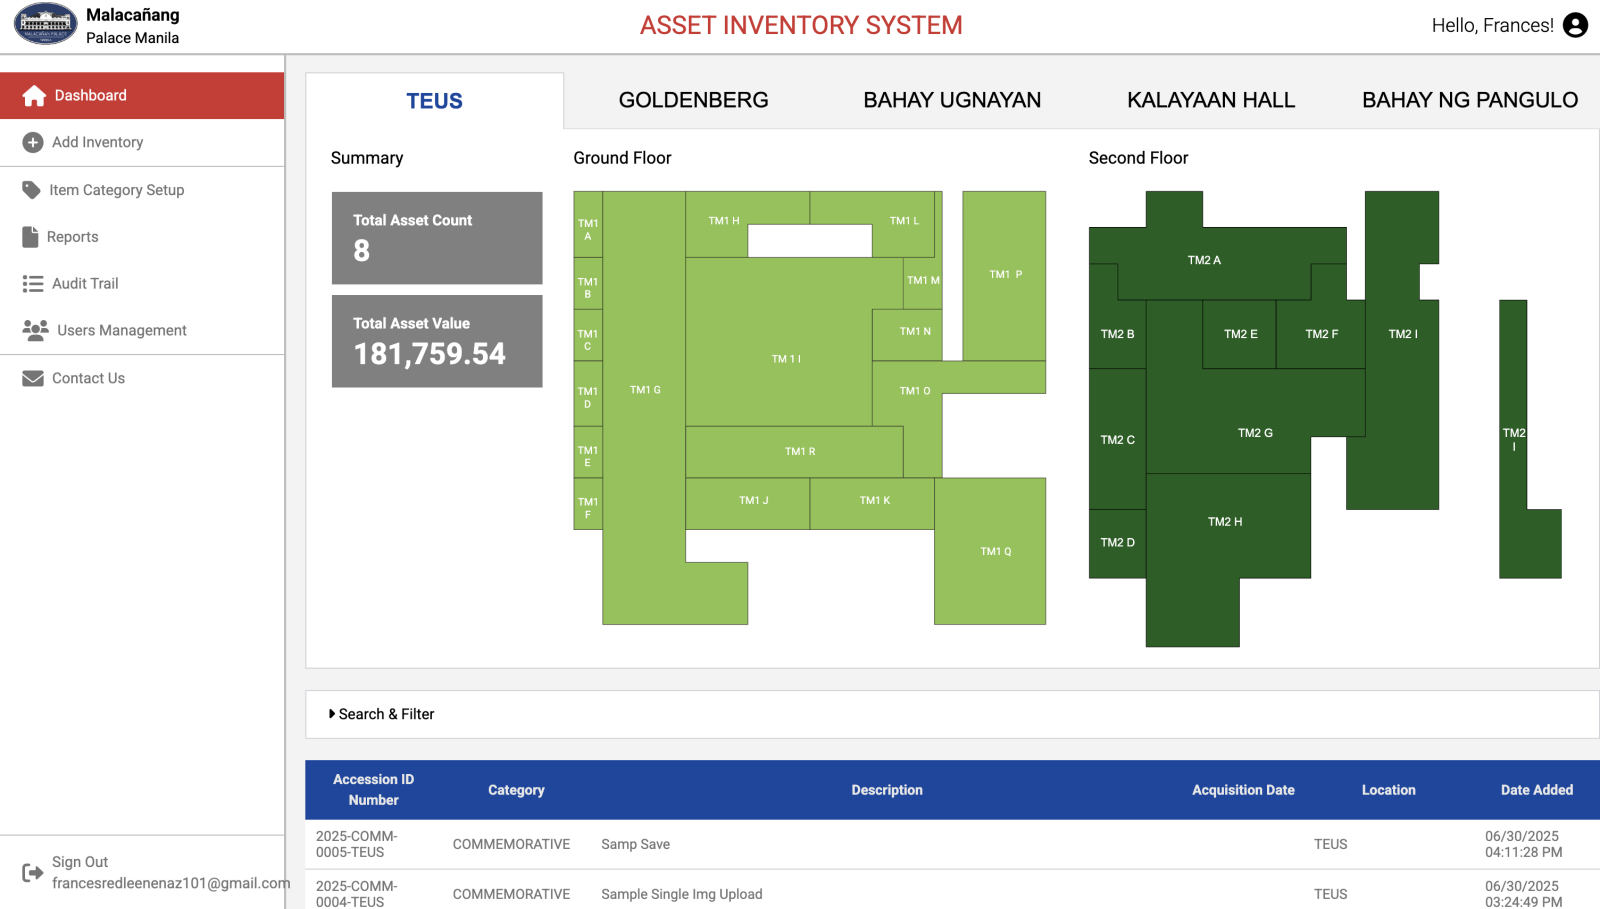 Malacañang
Palace Manila
ASSET INVENTORY SYSTEM
Hello, Frances!
Dashboard
Add Inventory
Item Category Setup
Reports
Audit Trail
Users Management
Contact Us
Sign Out
francesredleenenaz101@gmail.com
TEUS
GOLDENBERG
BAHAY UGNAYAN
KALAYAAN HALL
BAHAY NG PANGULO
Summary
Total Asset Count
8
Total Asset Value
181,759.54
Ground Floor
TM1
A
TM1
B
TM1
C
TM1
D
TM1
E
TM1
F
TM1 G
TM1 H
TM1 L
TM1 M
TM1 N
TM 1 I
TM1 O
TM1 R
TM1 J
TM1 K
TM1 P
TM1 Q
Second Floor
TM2 A
TM2 B
TM2 E
TM2 F
TM2 I
TM2 C
TM2 G
TM2
I
TM2 H
TM2 D
Search & Filter
Accession ID
Number
Category
Description
Acquisition Date
Location
Date Added
2025-COMM-
0005-TEUS
COMMEMORATIVE
Samp Save
TEUS
06/30/2025
04:11:28 PM
2025-COMM-
0004-TEUS
COMMEMORATIVE
Sample Single Img Upload
TEUS
06/30/2025
03:24:49 PM